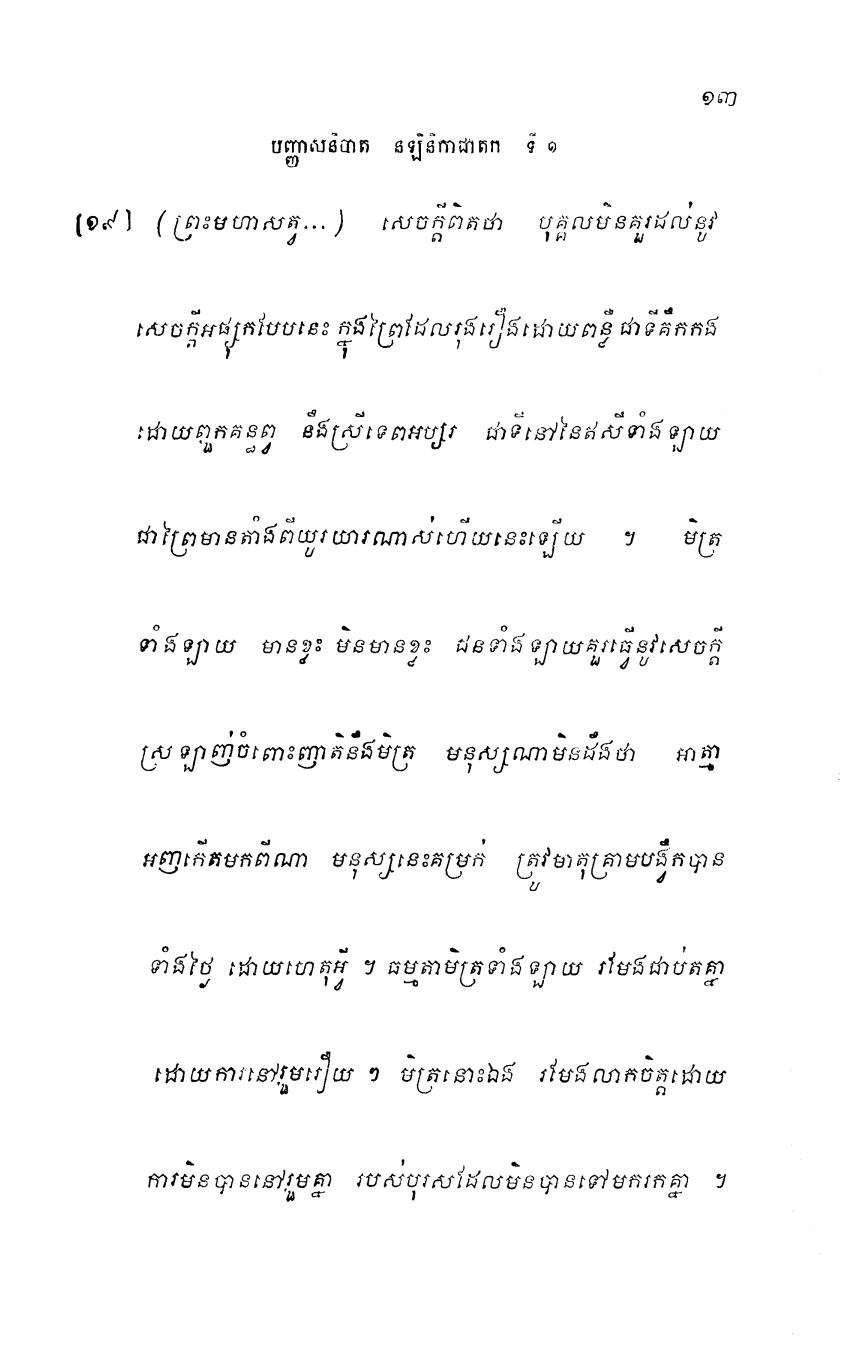 ១៣
បញ្ញាសនិបាត នឡិនិកាជាតក ទី ១
[១៩] (ព្រះមហាសត្វ...) សេចក្តីពិតថា បុគ្គលមិនគួរដល់នូវ
សេចក្តីអផ្សុកបែបនេះ ក្នុងព្រៃដែលរុងរឿងដោយពន្លឺ ជាទីគឹកកង
ដោយពួកគន្ធព្វ នឹងស្រីទេពអប្សរ ជាទីនៅនៃឥសីទាំងឡាយ
ជាព្រៃមានតាំងពីយូរយារណាស់ហើយនេះឡើយ ។ មិត្រ
ទាំងឡាយ មានខ្លះ មិនមានខ្លះ ជនទាំងឡាយគួរធ្វើនូវសេចក្តី
ស្រឡាញ់ចំពោះញាតិនឹងមិត្រ មនុស្សណាមិនដឹងថា អាត្មា
អញកើតមកពីណា មនុស្សនេះគម្រក់ ត្រូវមាតុគ្រាមបង្វឹកបាន
ទាំងថ្ងៃ ដោយហេតុអ្វី ។ ធម្មតាមិត្រទាំងឡាយ រមែងជាប់តគ្នា
ដោយការនៅរួមរឿយ ៗ មិត្រនោះឯង រមែងលាកចិត្តដោយ
ការមិនបាននៅរួមគ្នា របស់បុរសដែលមិនបានទៅមករកគ្នា ។